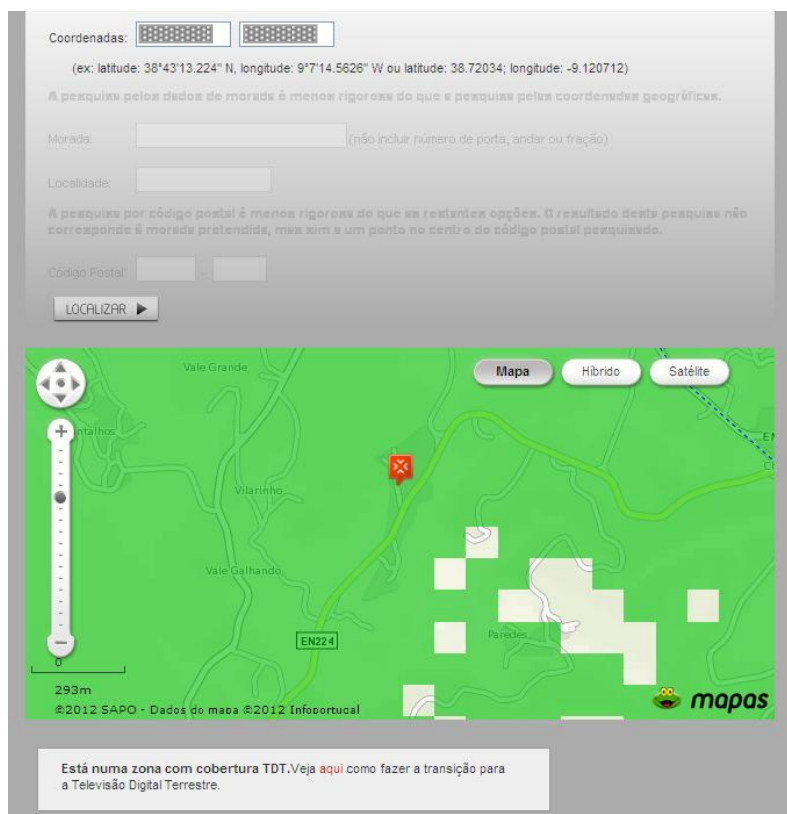 Coordenadas:
(ex: latitude: 38°43'13.224" N, longitude: 9°7'14.5626" W ou latitude: 38.72034; longitude: -9.120712)
A pesquisa pelos dados de morada é menos rigorosa do que a pesquisa pelas coordenadas geográficas.
Morada: (não incluir número de porta, andar ou fração)
Localidade:
A pesquisa por código postal é menos rigorosa do que as restantes opções. O resultado desta pesquisa não
corresponde à morada pretendida, mas sim a um ponto no centro do código postal pesquisado.
Código Postal: -
LOCALIZAR
Vale Grande
Mapa Híbrido Satélite
ntalhos
Vilarinho
Vale Galhando
EN224
Paredes
0
293m
©2012 SAPO - Dados do mapa ©2012 Infoportugal
mapas
Está numa zona com cobertura TDT.Veja aqui como fazer a transição para
a Televisão Digital Terrestre.